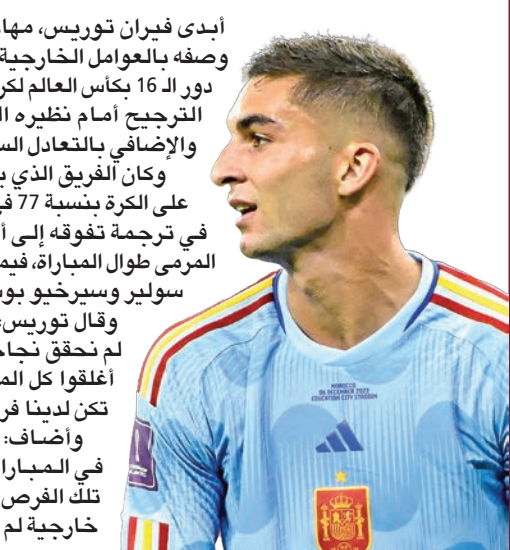 أبدى فيران توريس، مها
وصفه بالعوامل الخارجية
دور الـ 16 بكأس العالم لكر
الترجيح أمام نظيره ال
والإضافي بالتعادل الس
وكان الفريق الذي ب
على الكرة بنسبة 77 في
في ترجمة تفوقه إلى أ
المرمى طوال المباراة، فيم
سولير وسيرخيو بوس
وقال توريس،
لم نحقق نجاح
أغلقوا كل الم
تكن لدينا فر
وأضاف:
في المباراة
تلك الفرص
خارجية لم
MOROCCO
06 DECEMBER 2022
EDUCATION CITY STADIUM